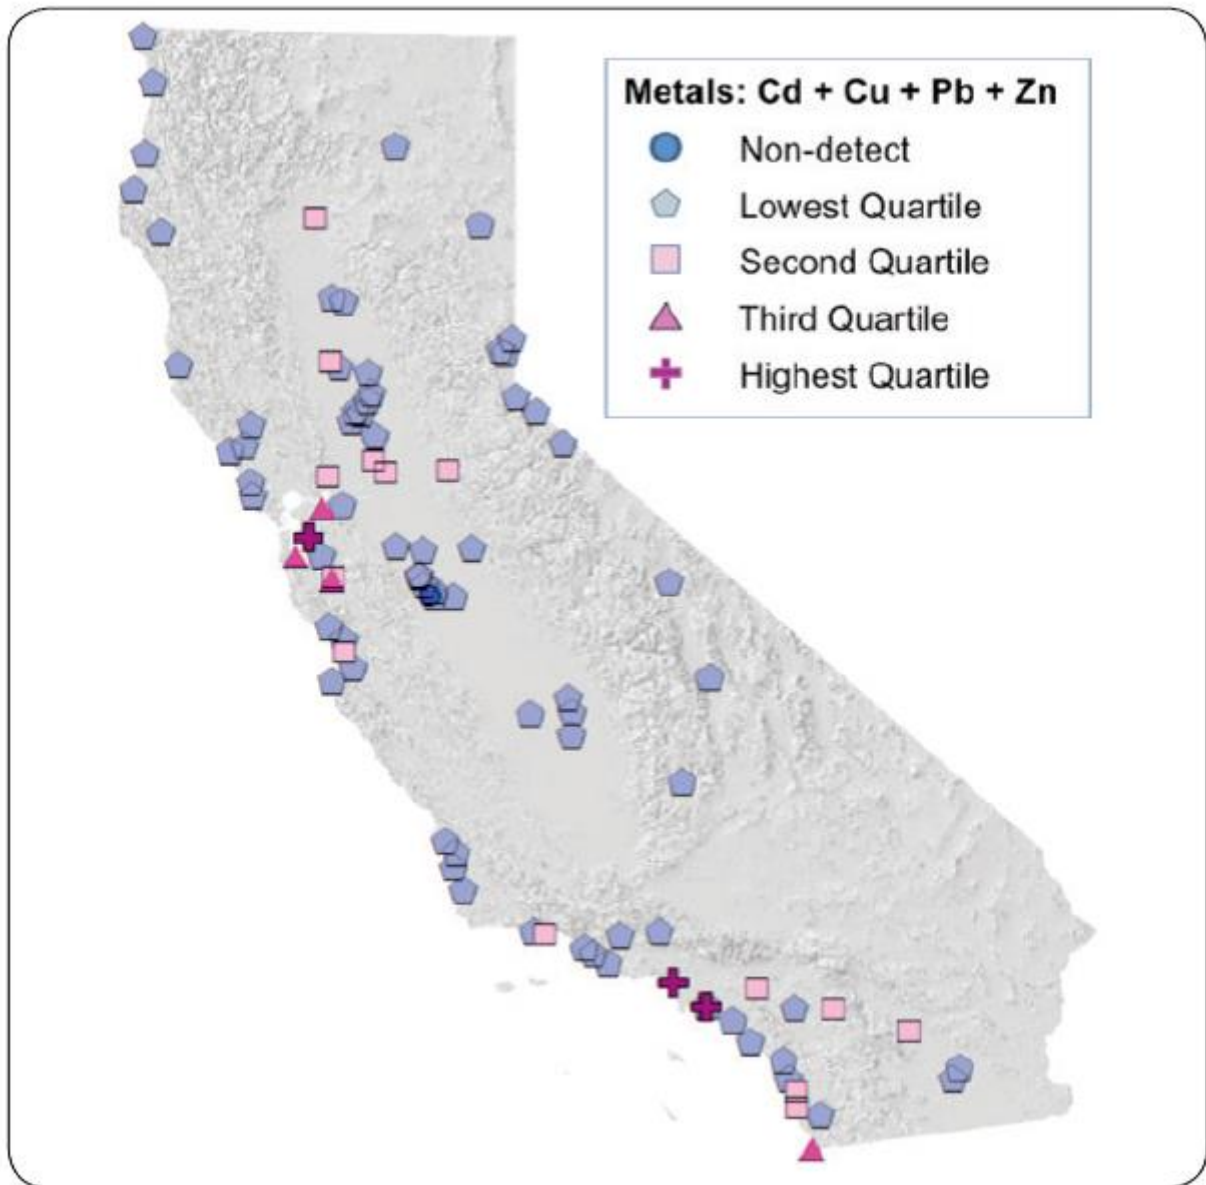 Metals: Cd + Cu + Pb + Zn
Non-detect
Lowest Quartile
Second Quartile
Third Quartile
Highest Quartile